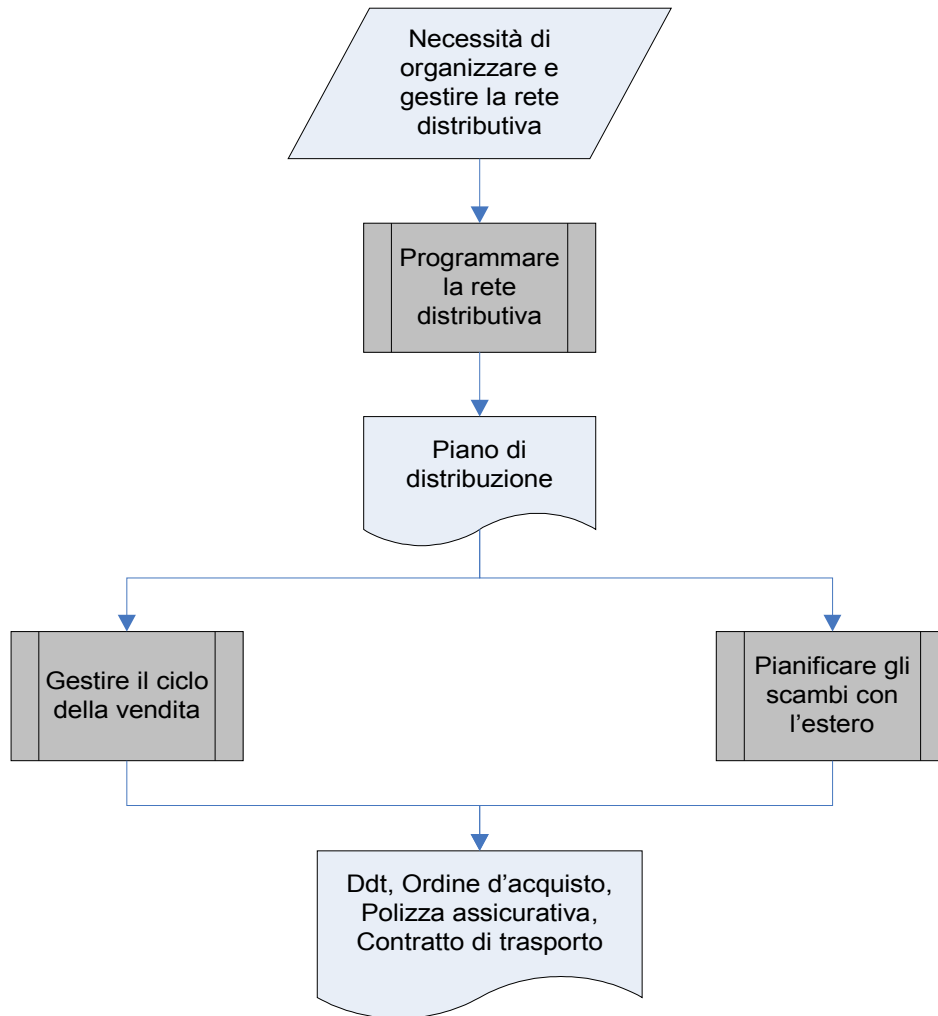 Necessità di
organizzare e
gestire la rete
distributiva
Programmare
la rete
distributiva
Piano di
distribuzione
Gestire il ciclo
della vendita
Pianificare gli
scambi con
l’estero
Ddt, Ordine d’acquisto,
Polizza assicurativa,
Contratto di trasporto